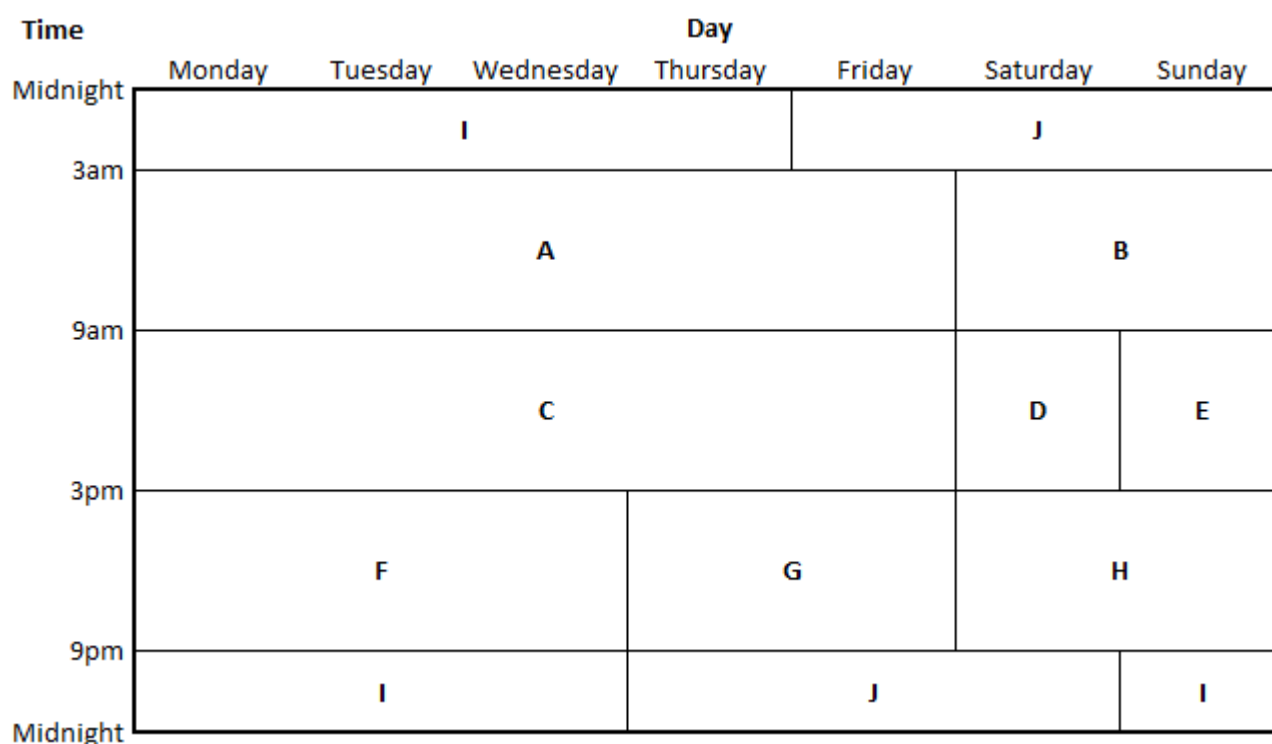 Time Day
Monday Tuesday Wednesday Thursday Friday Saturday Sunday
Midnight
I J
3am
A B
9am
C D E
3pm
F G H
9pm
I J I
Midnight